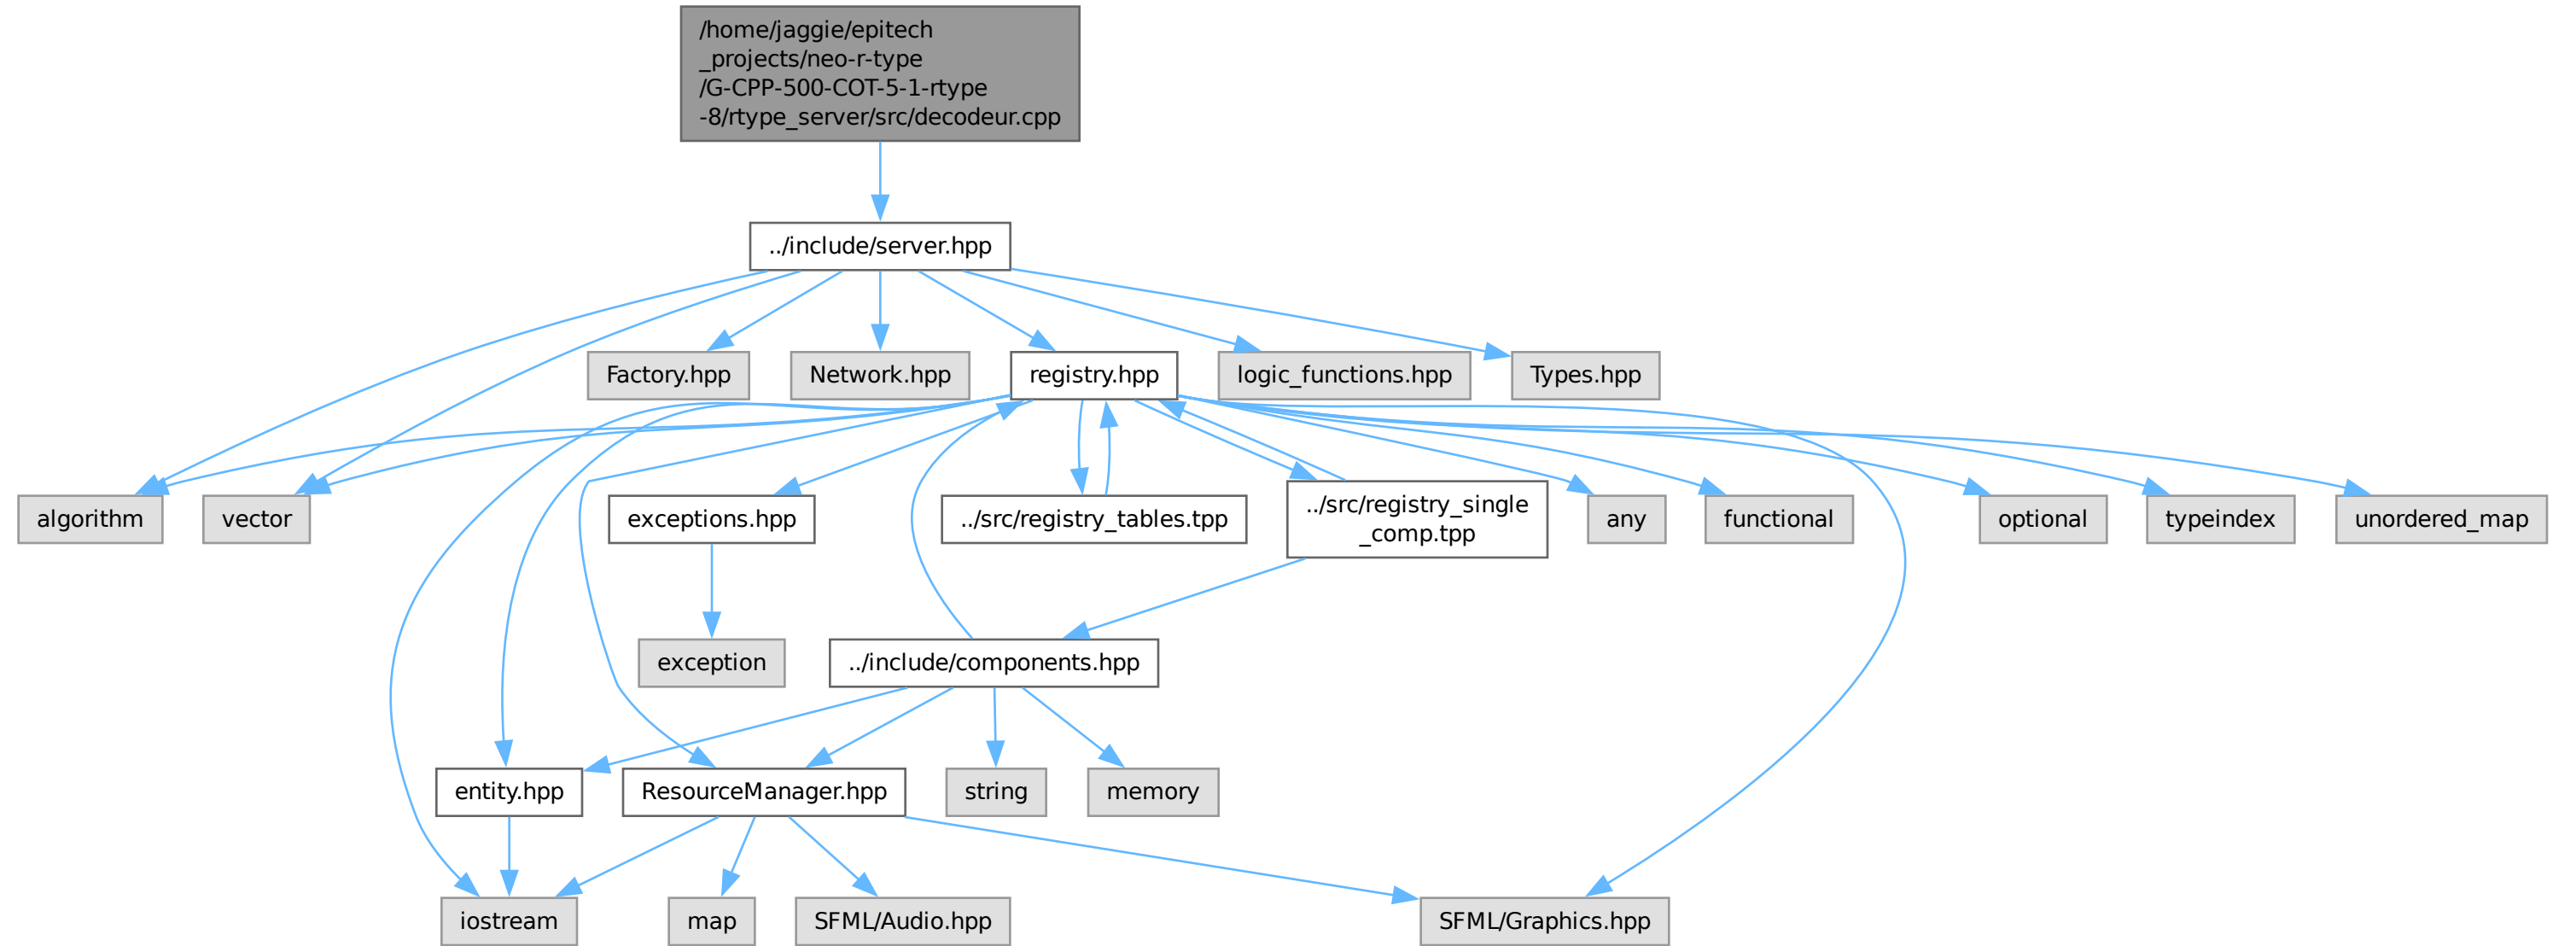 /home/jaggie/epitech
_projects/neo-r-type
/G-CPP-500-COT-5-1-rtype
-8/rtype_server/src/decodeur.cpp
../include/server.hpp
Factory.hpp
Network.hpp
registry.hpp
logic_functions.hpp
Types.hpp
algorithm
vector
exceptions.hpp
../src/registry_tables.tpp
../src/registry_single
_comp.tpp
any
functional
optional
typeindex
unordered_map
exception
../include/components.hpp
entity.hpp
ResourceManager.hpp
string
memory
iostream
map
SFML/Audio.hpp
SFML/Graphics.hpp